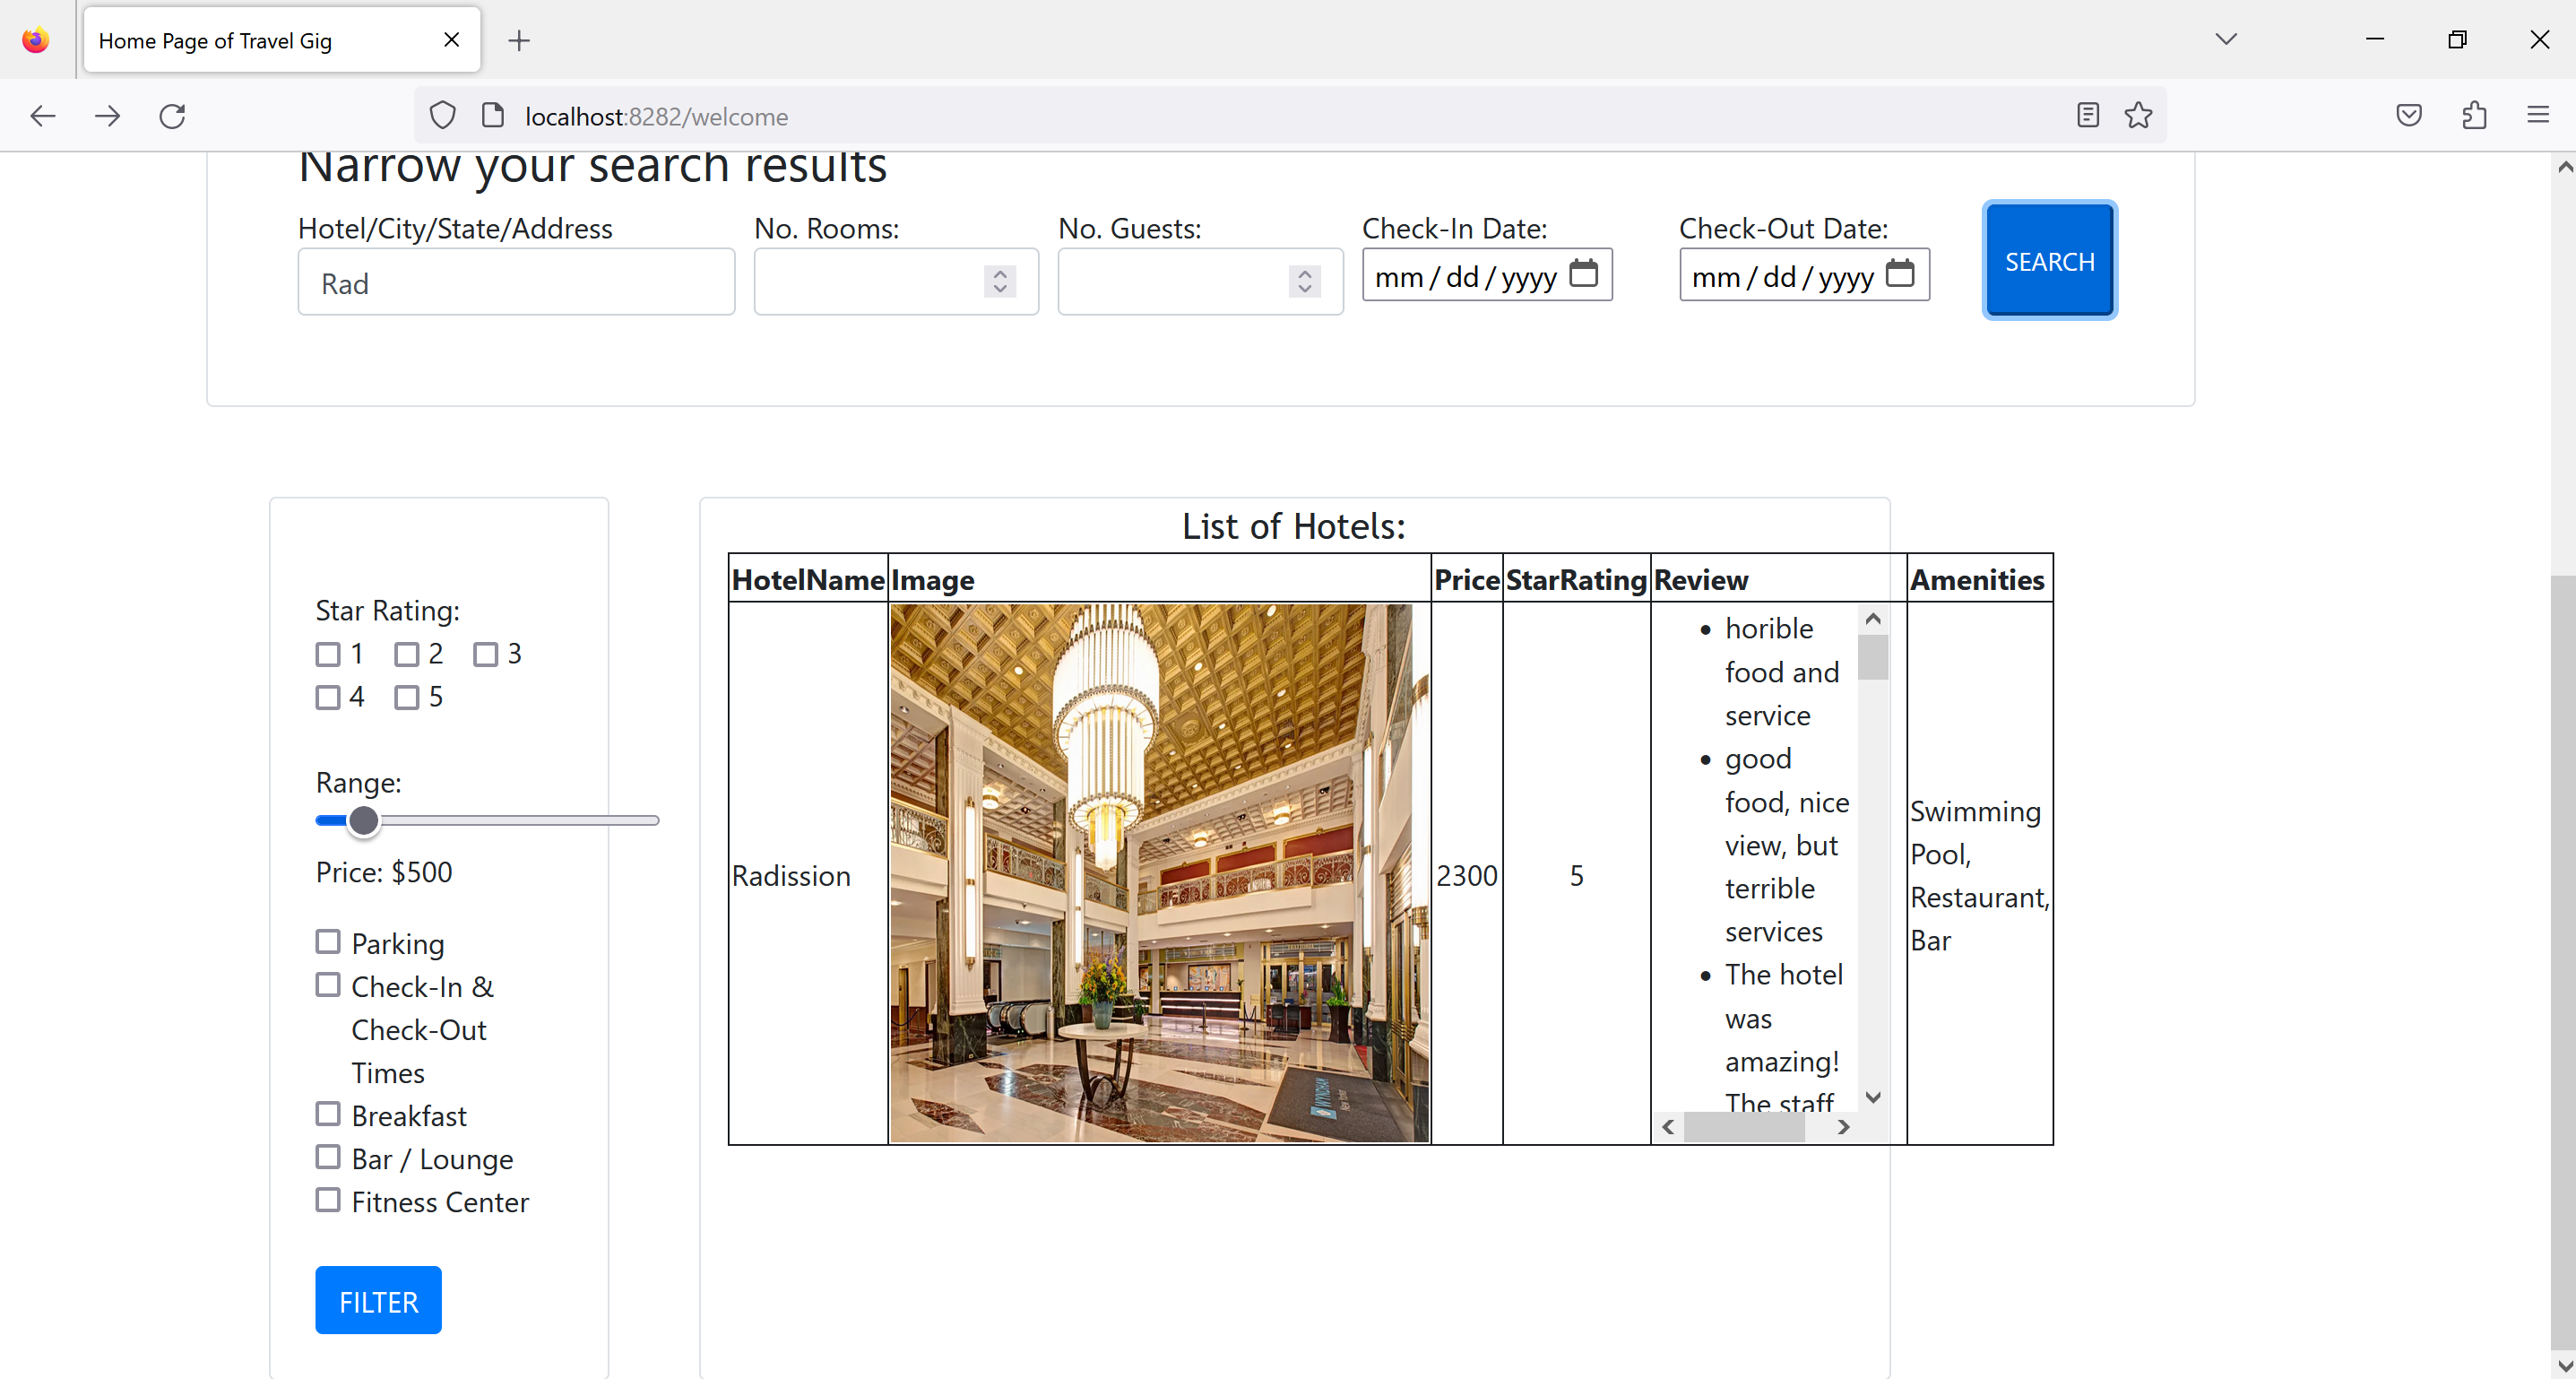 Home Page of Travel Gig
localhost:8282/welcome
Narrow your search results
Hotel/City/State/Address
No. Rooms:
No. Guests:
Check-In Date:
Check-Out Date:
Rad
mm / dd / yyyy
mm / dd / yyyy
SEARCH
Star Rating:
1 2 3
4 5
Range:
Price: $500
Parking
Check-In &
Check-Out
Times
Breakfast
Bar / Lounge
Fitness Center
FILTER
List of Hotels:
HotelName Image Price StarRating Review Amenities
Radission
WYNDHAM
2300
5
• horible
food and
service
• good
food, nice
view, but
terrible
services
• The hotel
was
amazing!
The staff
Swimming
Pool,
Restaurant,
Bar